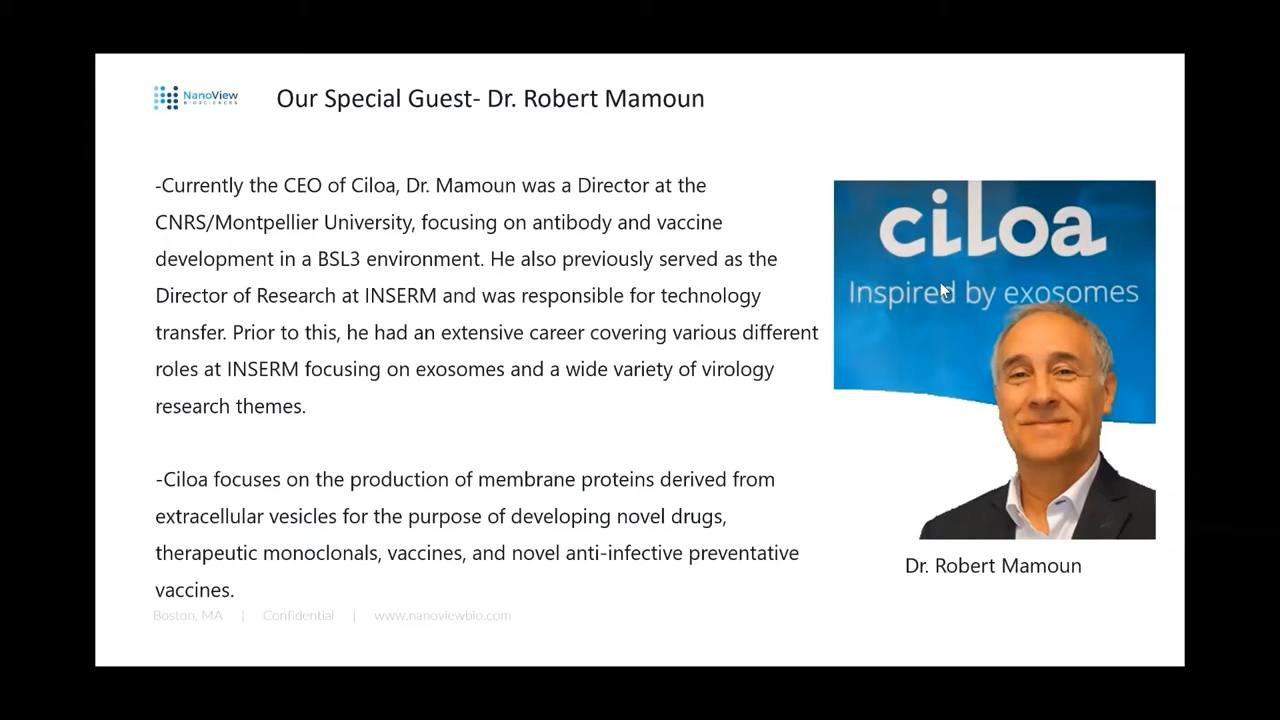 NanoView
BIOSCIENCES
Our Special Guest- Dr. Robert Mamoun
-Currently the CEO of Ciloa, Dr. Mamoun was a Director at the
CNRS/Montpellier University, focusing on antibody and vaccine
development in a BSL3 environment. He also previously served as the
Director of Research at INSERM and was responsible for technology
transfer. Prior to this, he had an extensive career covering various different
roles at INSERM focusing on exosomes and a wide variety of virology
research themes.
-Ciloa focuses on the production of membrane proteins derived from
extracellular vesicles for the purpose of developing novel drugs,
therapeutic monoclonals, vaccines, and novel anti-infective preventative
vaccines.
ciloa
Inspired by exosomes
Dr. Robert Mamoun
Boston, MA | Confidential | www.nanoviewbio.com